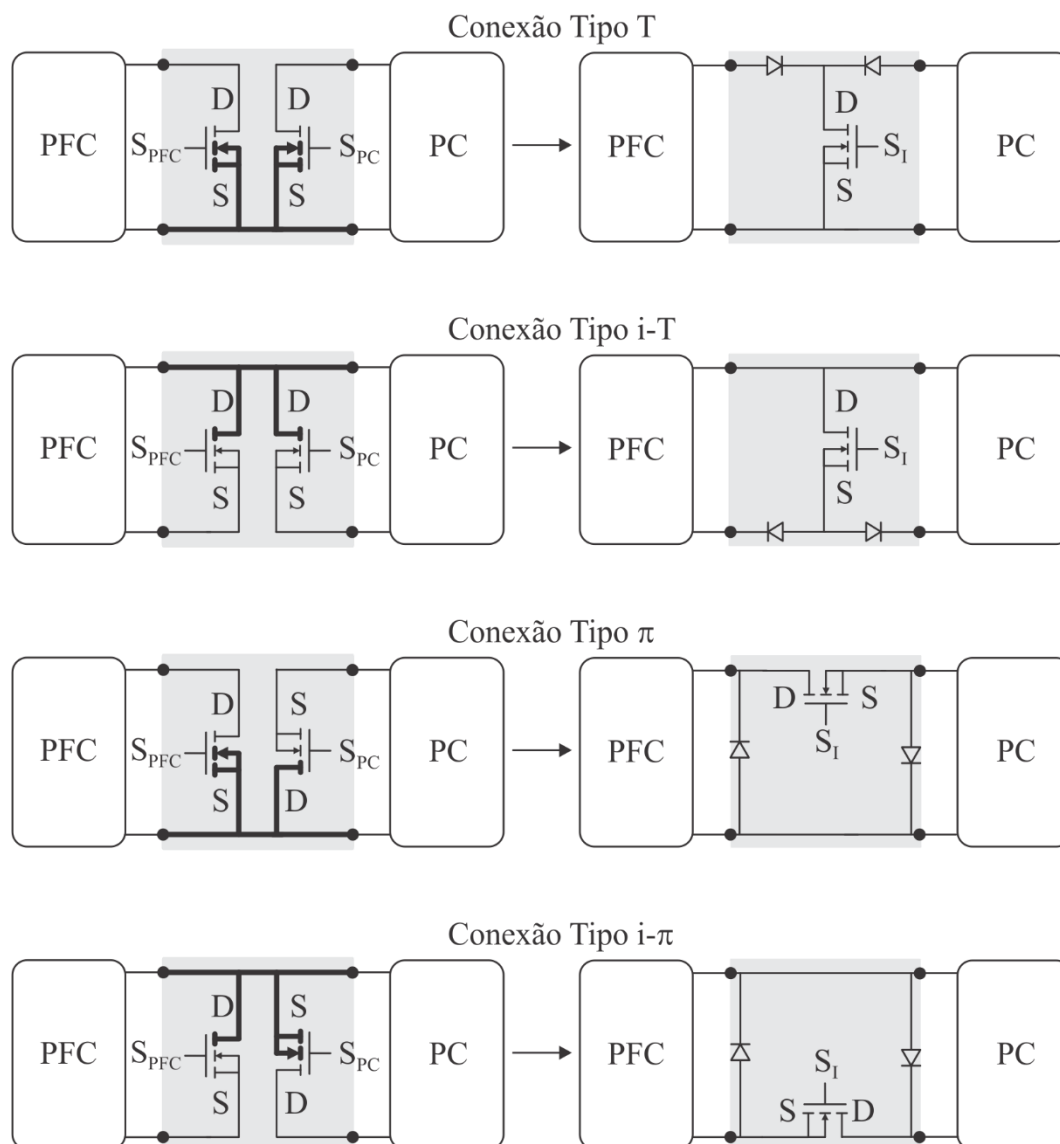 Conexão Tipo T
PFC S_PFC D S D S S_PC PC PFC D S S_I PC
Conexão Tipo i-T
PFC S_PFC D S D S S_PC PC PFC D S S_I PC
Conexão Tipo π
PFC S_PFC D S S D S_PC PC PFC D S S_I PC
Conexão Tipo i-π
PFC S_PFC D S S D S_PC PC PFC S_I S D PC